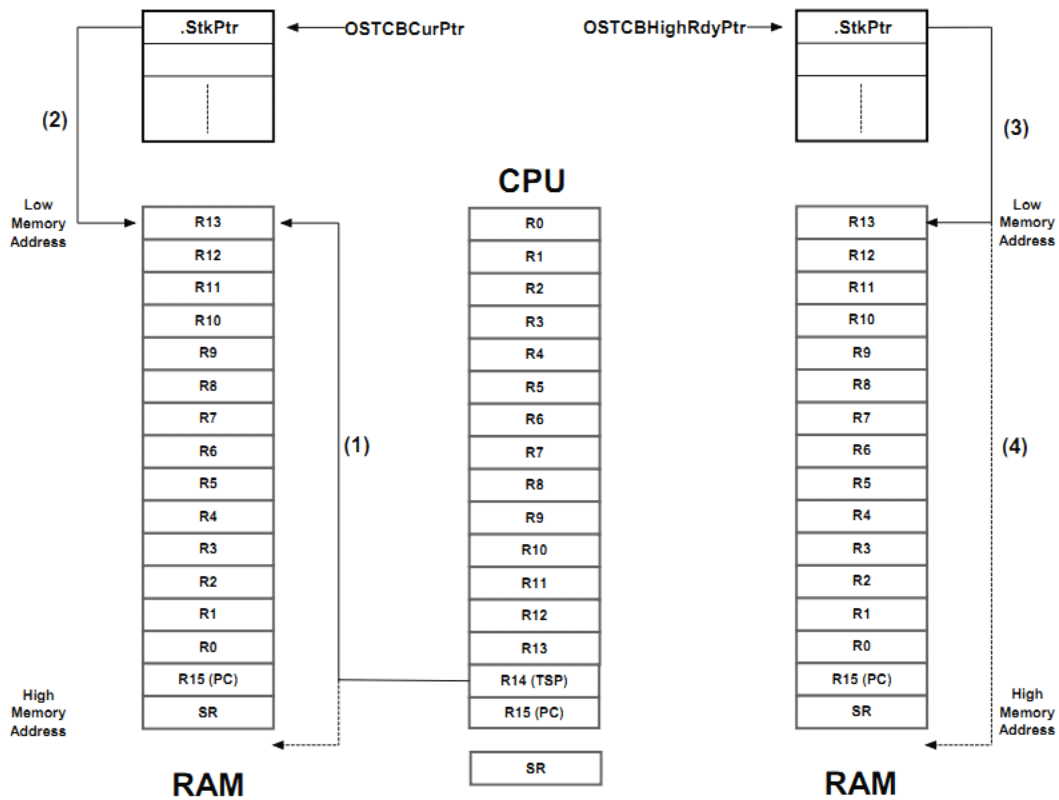 .StkPtr
OSTCBCurPtr
OSTCBHighRdyPtr
.StkPtr
(2)
(3)
CPU
Low
Memory
Address
R13
R12
R11
R10
R9
R8
R7
R6
R5
R4
R3
R2
R1
R0
R15 (PC)
SR
High
Memory
Address
RAM
(1)
R0
R1
R2
R3
R4
R5
R6
R7
R8
R9
R10
R11
R12
R13
R14 (TSP)
R15 (PC)
SR
R13
R12
R11
R10
R9
R8
R7
R6
R5
R4
R3
R2
R1
R0
R15 (PC)
SR
Low
Memory
Address
(4)
High
Memory
Address
RAM